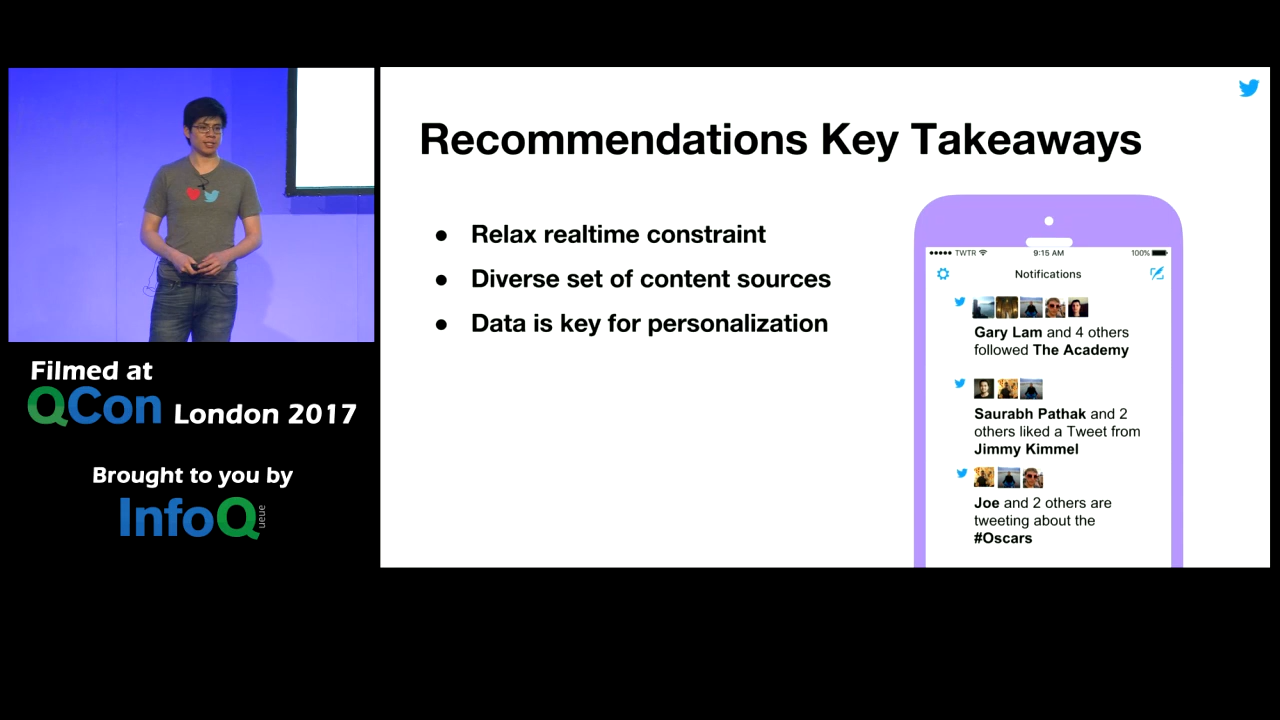 Recommendations Key Takeaways
● Relax realtime constraint
● Diverse set of content sources
● Data is key for personalization
●●●●● TWTR 9:15 AM 100%
Notifications
Gary Lam and 4 others
followed The Academy
Saurabh Pathak and 2
others liked a Tweet from
Jimmy Kimmel
Joe and 2 others are
tweeting about the
#Oscars
Filmed at
QCon London 2017
Brought to you by
InfoQueue